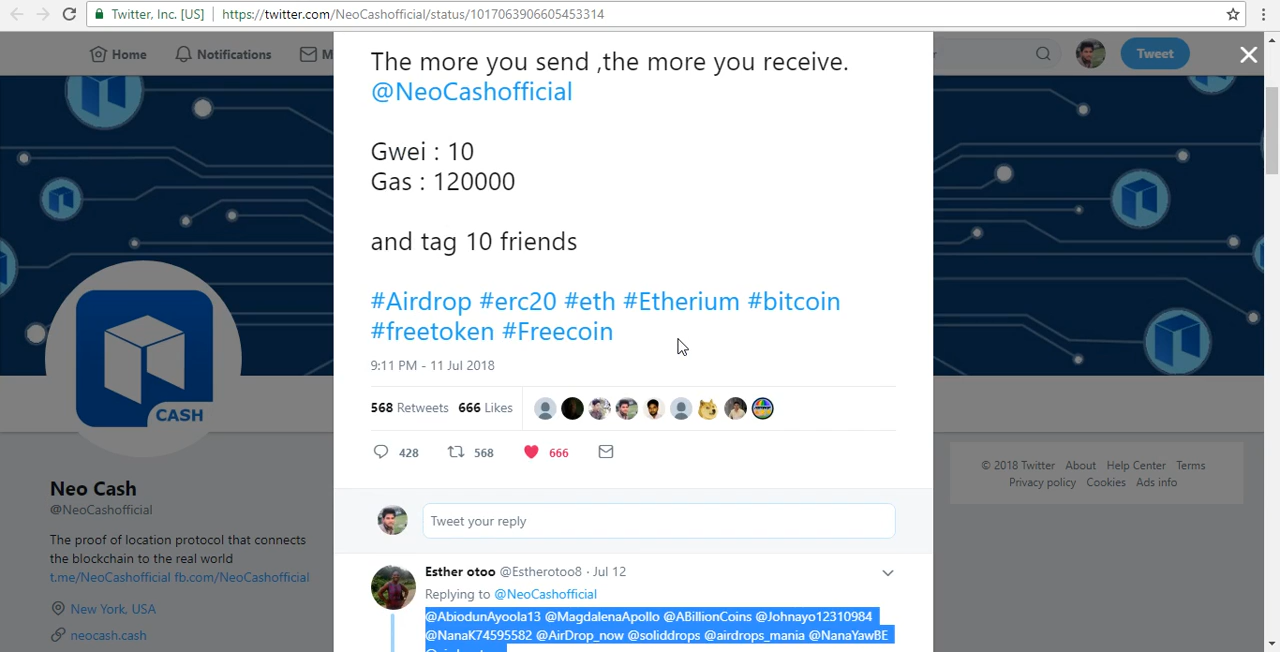 Twitter, Inc. [US] | https://twitter.com/NeoCashofficial/status/1017063906605453314
Home Notifications M
Tweet
The more you send ,the more you receive.
@NeoCashofficial
Gwei : 10
Gas : 120000
and tag 10 friends
#Airdrop #erc20 #eth #Etherium #bitcoin
#freetoken #Freecoin
9:11 PM - 11 Jul 2018
568 Retweets 666 Likes
428 568 666
Tweet your reply
Esther otoo @Estherotoo8 · Jul 12
Replying to @NeoCashofficial
@AbiodunAyoola13 @MagdalenaApollo @ABillionCoins @Johnayo12310984
@NanaK74595582 @AirDrop_now @soliddrops @airdrops_mania @NanaYawBE
CASH
Neo Cash
@NeoCashofficial
The proof of location protocol that connects
the blockchain to the real world
t.me/NeoCashofficial fb.com/NeoCashofficial
New York, USA
neocash.cash
© 2018 Twitter About Help Center Terms
Privacy policy Cookies Ads info